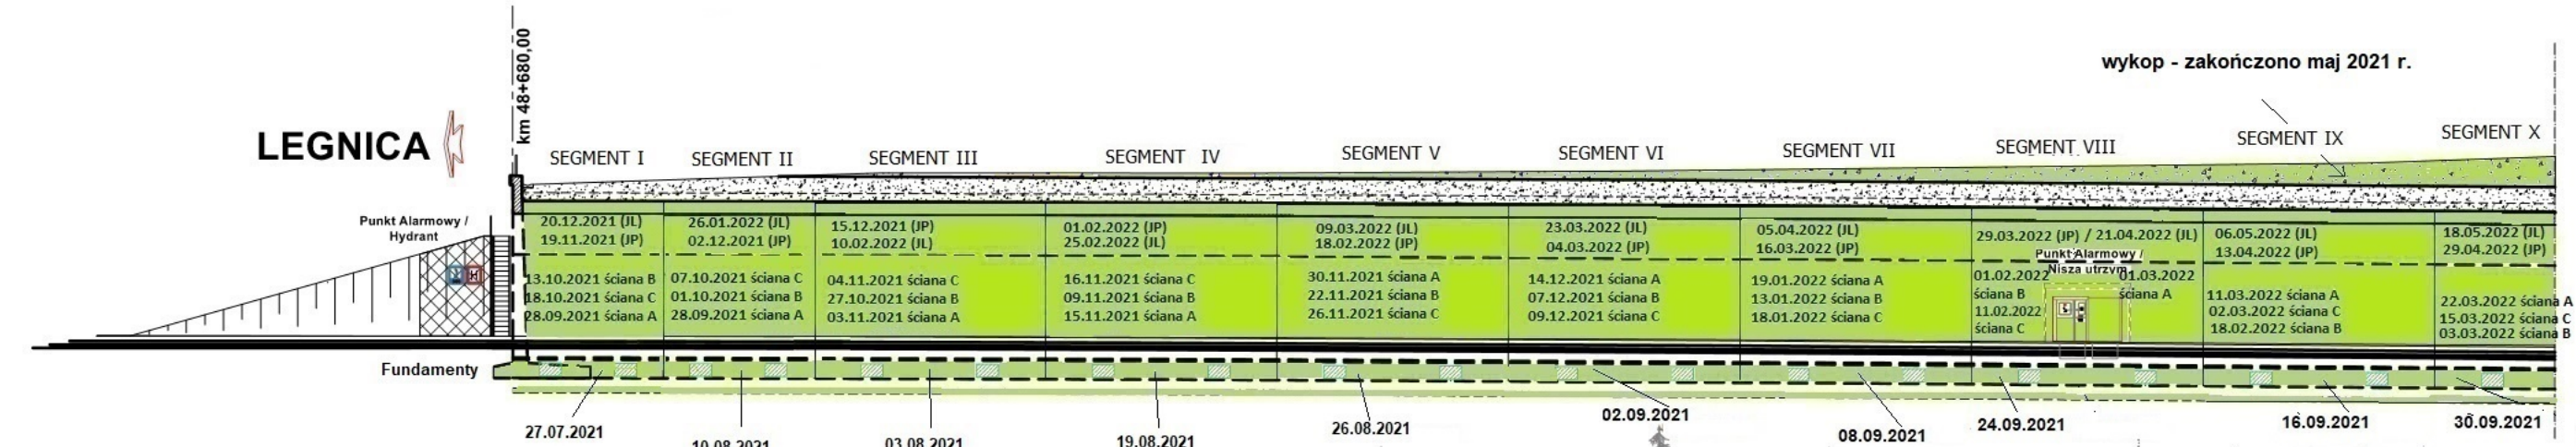 km 48+680,00
wykop - zakończono maj 2021 r.
LEGNICA
SEGMENT I
SEGMENT II
SEGMENT III
SEGMENT IV
SEGMENT V
SEGMENT VI
SEGMENT VII
SEGMENT VIII
SEGMENT IX
SEGMENT X
Punkt Alarmowy /
Hydrant
20.12.2021 (JL)
19.11.2021 (JP)
13.10.2021 ściana B
18.10.2021 ściana C
28.09.2021 ściana A
26.01.2022 (JL)
02.12.2021 (JP)
07.10.2021 ściana C
01.10.2021 ściana B
28.09.2021 ściana A
15.12.2021 (JP)
10.02.2022 (JL)
04.11.2021 ściana C
27.10.2021 ściana B
03.11.2021 ściana A
01.02.2022 (JP)
25.02.2022 (JL)
16.11.2021 ściana C
09.11.2021 ściana B
15.11.2021 ściana A
09.03.2022 (JL)
18.02.2022 (JP)
30.11.2021 ściana A
22.11.2021 ściana B
26.11.2021 ściana C
23.03.2022 (JL)
04.03.2022 (JP)
14.12.2021 ściana A
07.12.2021 ściana B
09.12.2021 ściana C
05.04.2022 (JL)
16.03.2022 (JP)
19.01.2022 ściana A
13.01.2022 ściana B
18.01.2022 ściana C
29.03.2022 (JP) / 21.04.2022 (JL)
Punkt Alarmowy /
Nisza utrzym.
01.02.2022
ściana B
11.02.2022
ściana C
01.03.2022
ściana A
06.05.2022 (JL)
13.04.2022 (JP)
11.03.2022 ściana A
02.03.2022 ściana C
18.02.2022 ściana B
18.05.2022 (JL)
29.04.2022 (JP)
22.03.2022 ściana A
15.03.2022 ściana C
03.03.2022 ściana B
Fundamenty
27.07.2021
10.08.2021
03.08.2021
19.08.2021
26.08.2021
02.09.2021
08.09.2021
24.09.2021
16.09.2021
30.09.2021